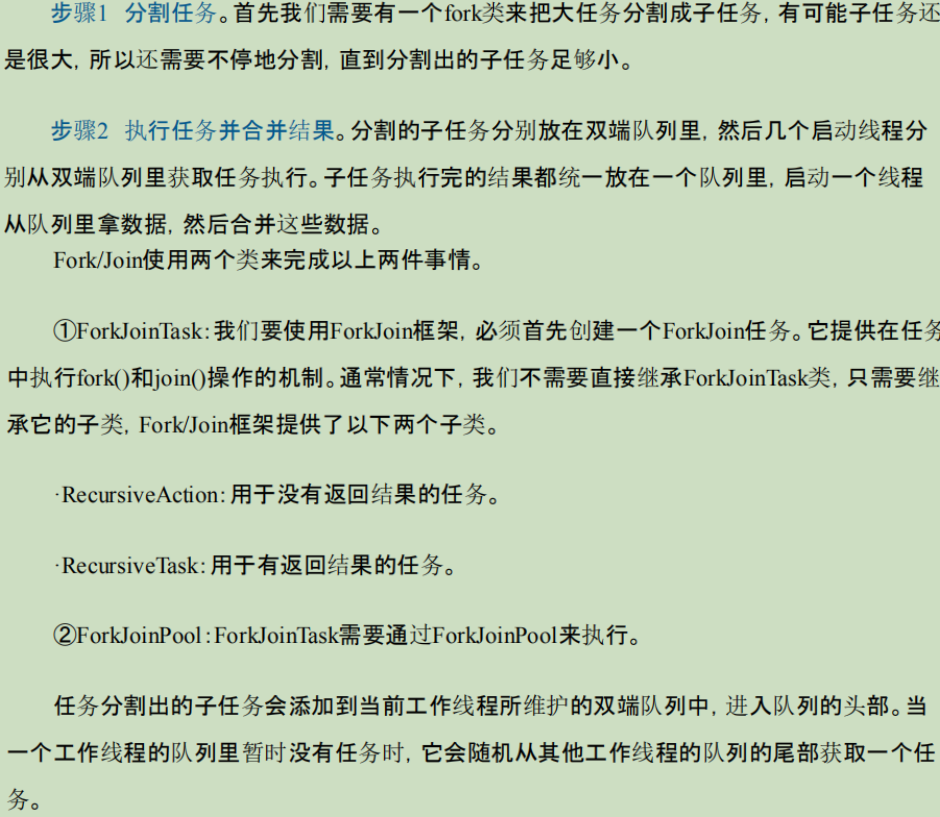 步骤1 分割任务。首先我们需要有一个fork类来把大任务分割成子任务，有可能子任务还
是很大，所以还需要不停地分割，直到分割出的子任务足够小。
步骤2 执行任务并合并结果。分割的子任务分别放在双端队列里，然后几个启动线程分
别从双端队列里获取任务执行。子任务执行完的结果都统一放在一个队列里，启动一个线程
从队列里拿数据，然后合并这些数据。
Fork/Join使用两个类来完成以上两件事情。
①ForkJoinTask：我们要使用ForkJoin框架，必须首先创建一个ForkJoin任务。它提供在任务
中执行fork()和join()操作的机制。通常情况下，我们不需要直接继承ForkJoinTask类，只需要继
承它的子类，Fork/Join框架提供了以下两个子类。
·RecursiveAction：用于没有返回结果的任务。
·RecursiveTask：用于有返回结果的任务。
②ForkJoinPool：ForkJoinTask需要通过ForkJoinPool来执行。
任务分割出的子任务会添加到当前工作线程所维护的双端队列中，进入队列的头部。当
一个工作线程的队列里暂时没有任务时，它会随机从其他工作线程的队列的尾部获取一个任
务。